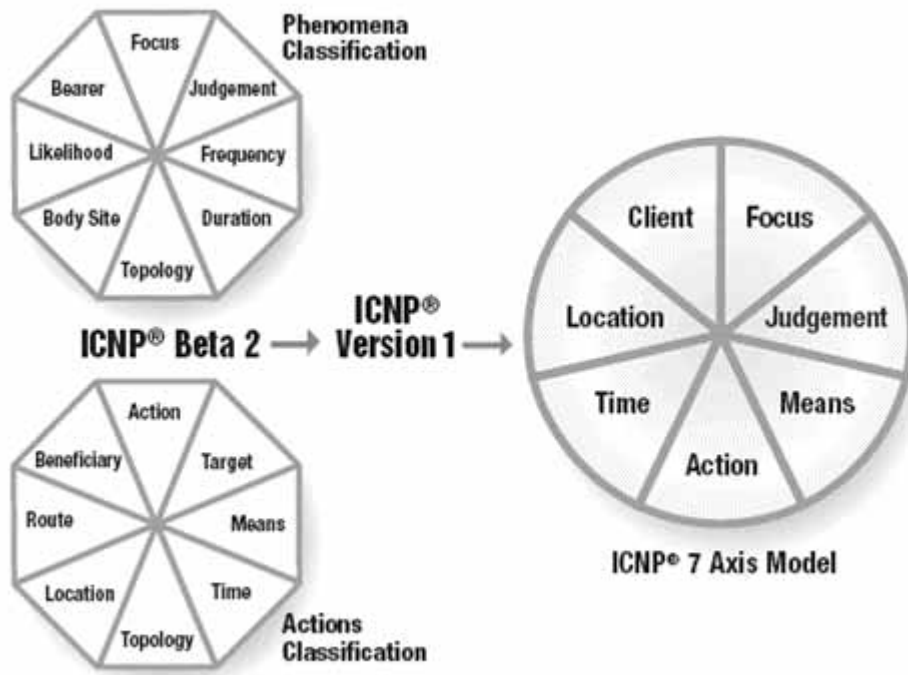 Phenomena
Classification
Focus
Judgement
Frequency
Duration
Topology
Body Site
Likelihood
Bearer
ICNP® Beta 2
ICNP®
Version 1
Action
Target
Means
Time
Topology
Location
Route
Beneficiary
Actions
Classification
Client
Focus
Judgement
Means
Action
Time
Location
ICNP® 7 Axis Model